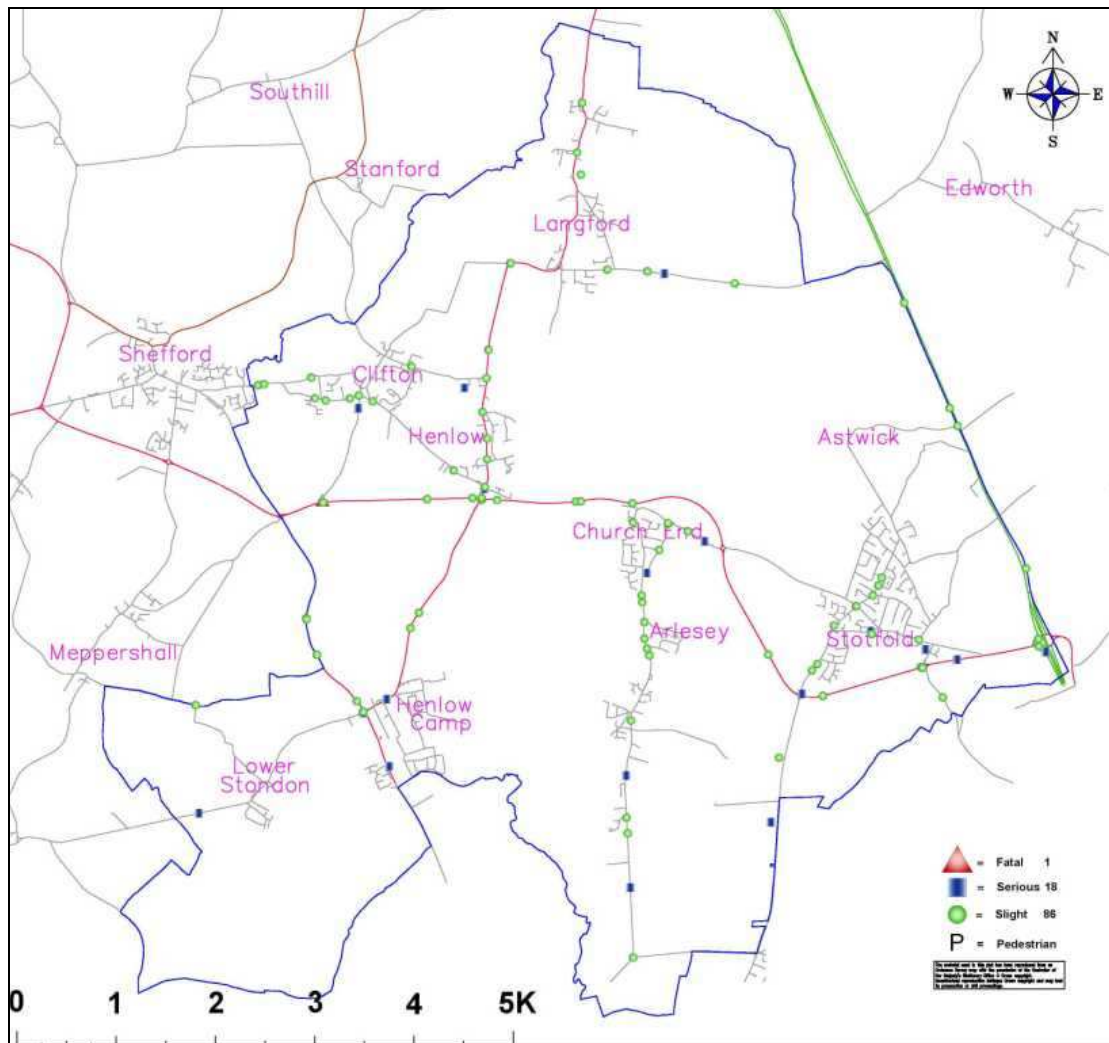 N
W E
S
Southill
Stanford
Edworth
Langford
Shefford
Clifton
Henlow
Astwick
Church End
Meppershall
Arlesey
Stotfold
Henlow
Camp
Lower
Stondon
= Fatal 1
= Serious 18
= Slight 86
P = Pedestrian
0 1 2 3 4 5K